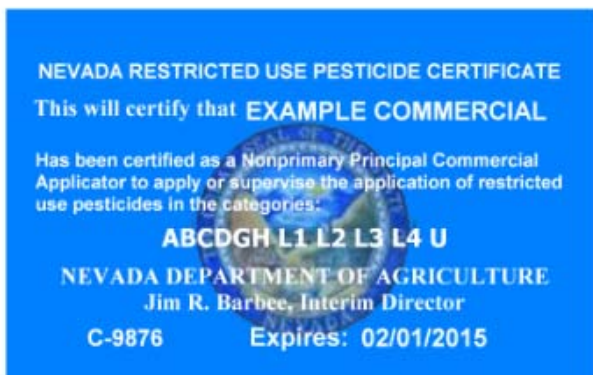 NEVADA RESTRICTED USE PESTICIDE CERTIFICATE
This will certify that EXAMPLE COMMERCIAL
Has been certified as a Nonprimary Principal Commercial
Applicator to apply or supervise the application of restricted
use pesticides in the categories:
ABCDGH L1 L2 L3 L4 U
NEVADA DEPARTMENT OF AGRICULTURE
Jim R. Barbee, Interim Director
C-9876 Expires: 02/01/2015